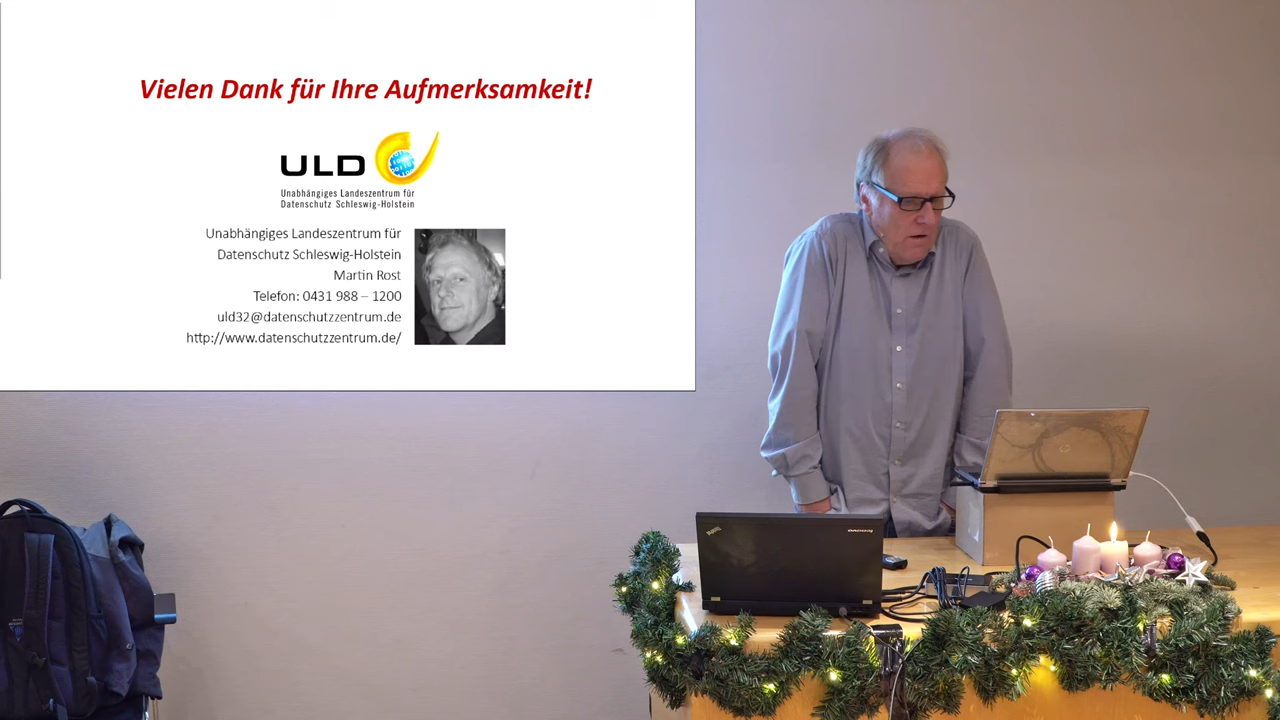 Vielen Dank für Ihre Aufmerksamkeit!
ULD
Unabhängiges Landeszentrum für
Datenschutz Schleswig-Holstein
Unabhängiges Landeszentrum für
Datenschutz Schleswig-Holstein
Martin Rost
Telefon: 0431 988 – 1200
uld32@datenschutzzentrum.de
http://www.datenschutzzentrum.de/
ThinkPad